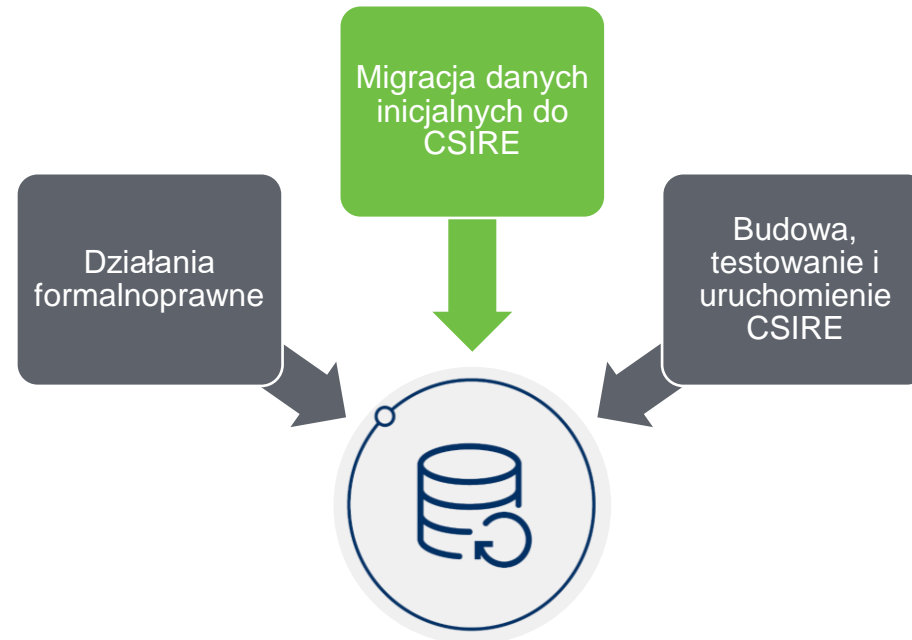 Migracja danych
inicjalnych do
CSIRE
Działania
formalnoprawne
Budowa,
testowanie i
uruchomienie
CSIRE